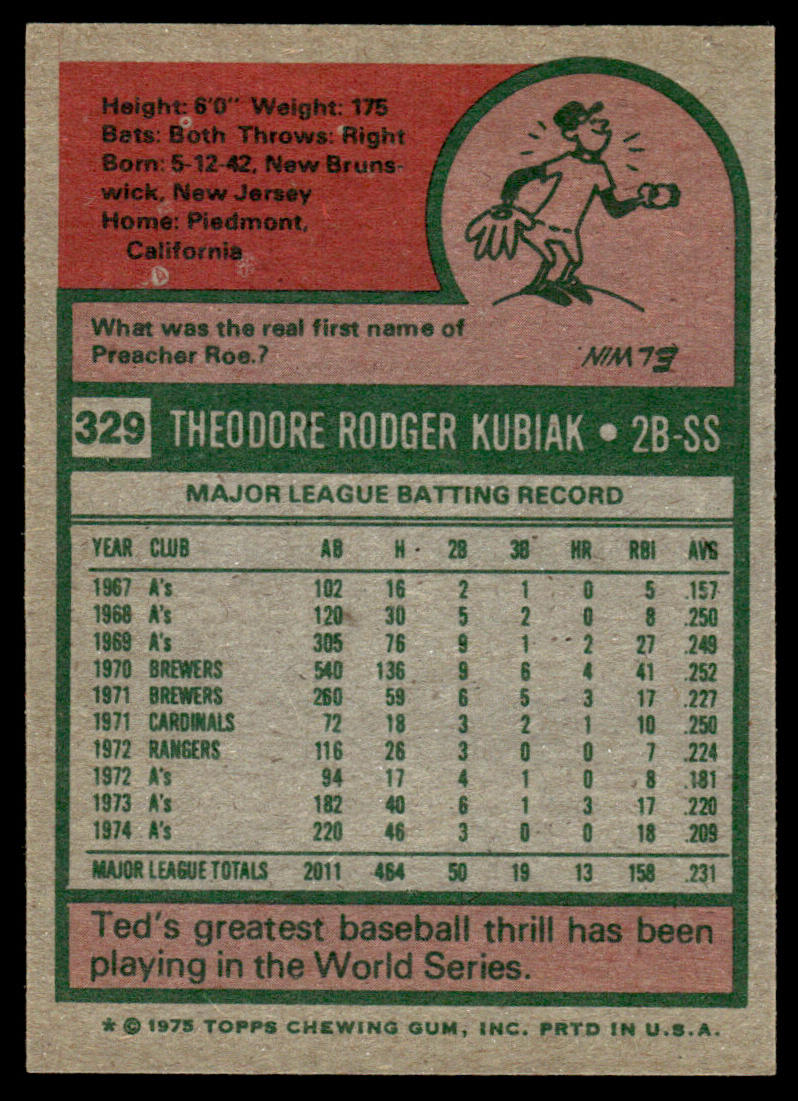 Height: 6'0" Weight: 175
Bats: Both Throws: Right
Born: 5-12-42, New Bruns-
wick, New Jersey
Home: Piedmont,
California
What was the real first name of
Preacher Roe.?
ELWIN.
329 THEODORE RODGER KUBIAK • 2B-SS
MAJOR LEAGUE BATTING RECORD
YEAR CLUB AB H 2B 3B HR RBI AVG
1967 A's 102 16 2 1 0 5 .157
1968 A's 120 30 5 2 0 8 .250
1969 A's 305 76 9 1 2 27 .249
1970 BREWERS 540 136 9 6 4 41 .252
1971 BREWERS 260 59 6 5 3 17 .227
1971 CARDINALS 72 18 3 2 1 10 .250
1972 RANGERS 116 26 3 0 0 7 .224
1972 A's 94 17 4 1 0 8 .181
1973 A's 182 40 6 1 3 17 .220
1974 A's 220 46 3 0 0 18 .209
MAJOR LEAGUE TOTALS 2011 464 50 19 13 158 .231
Ted's greatest baseball thrill has been
playing in the World Series.
* © 1975 TOPPS CHEWING GUM, INC. PRTD IN U.S.A.